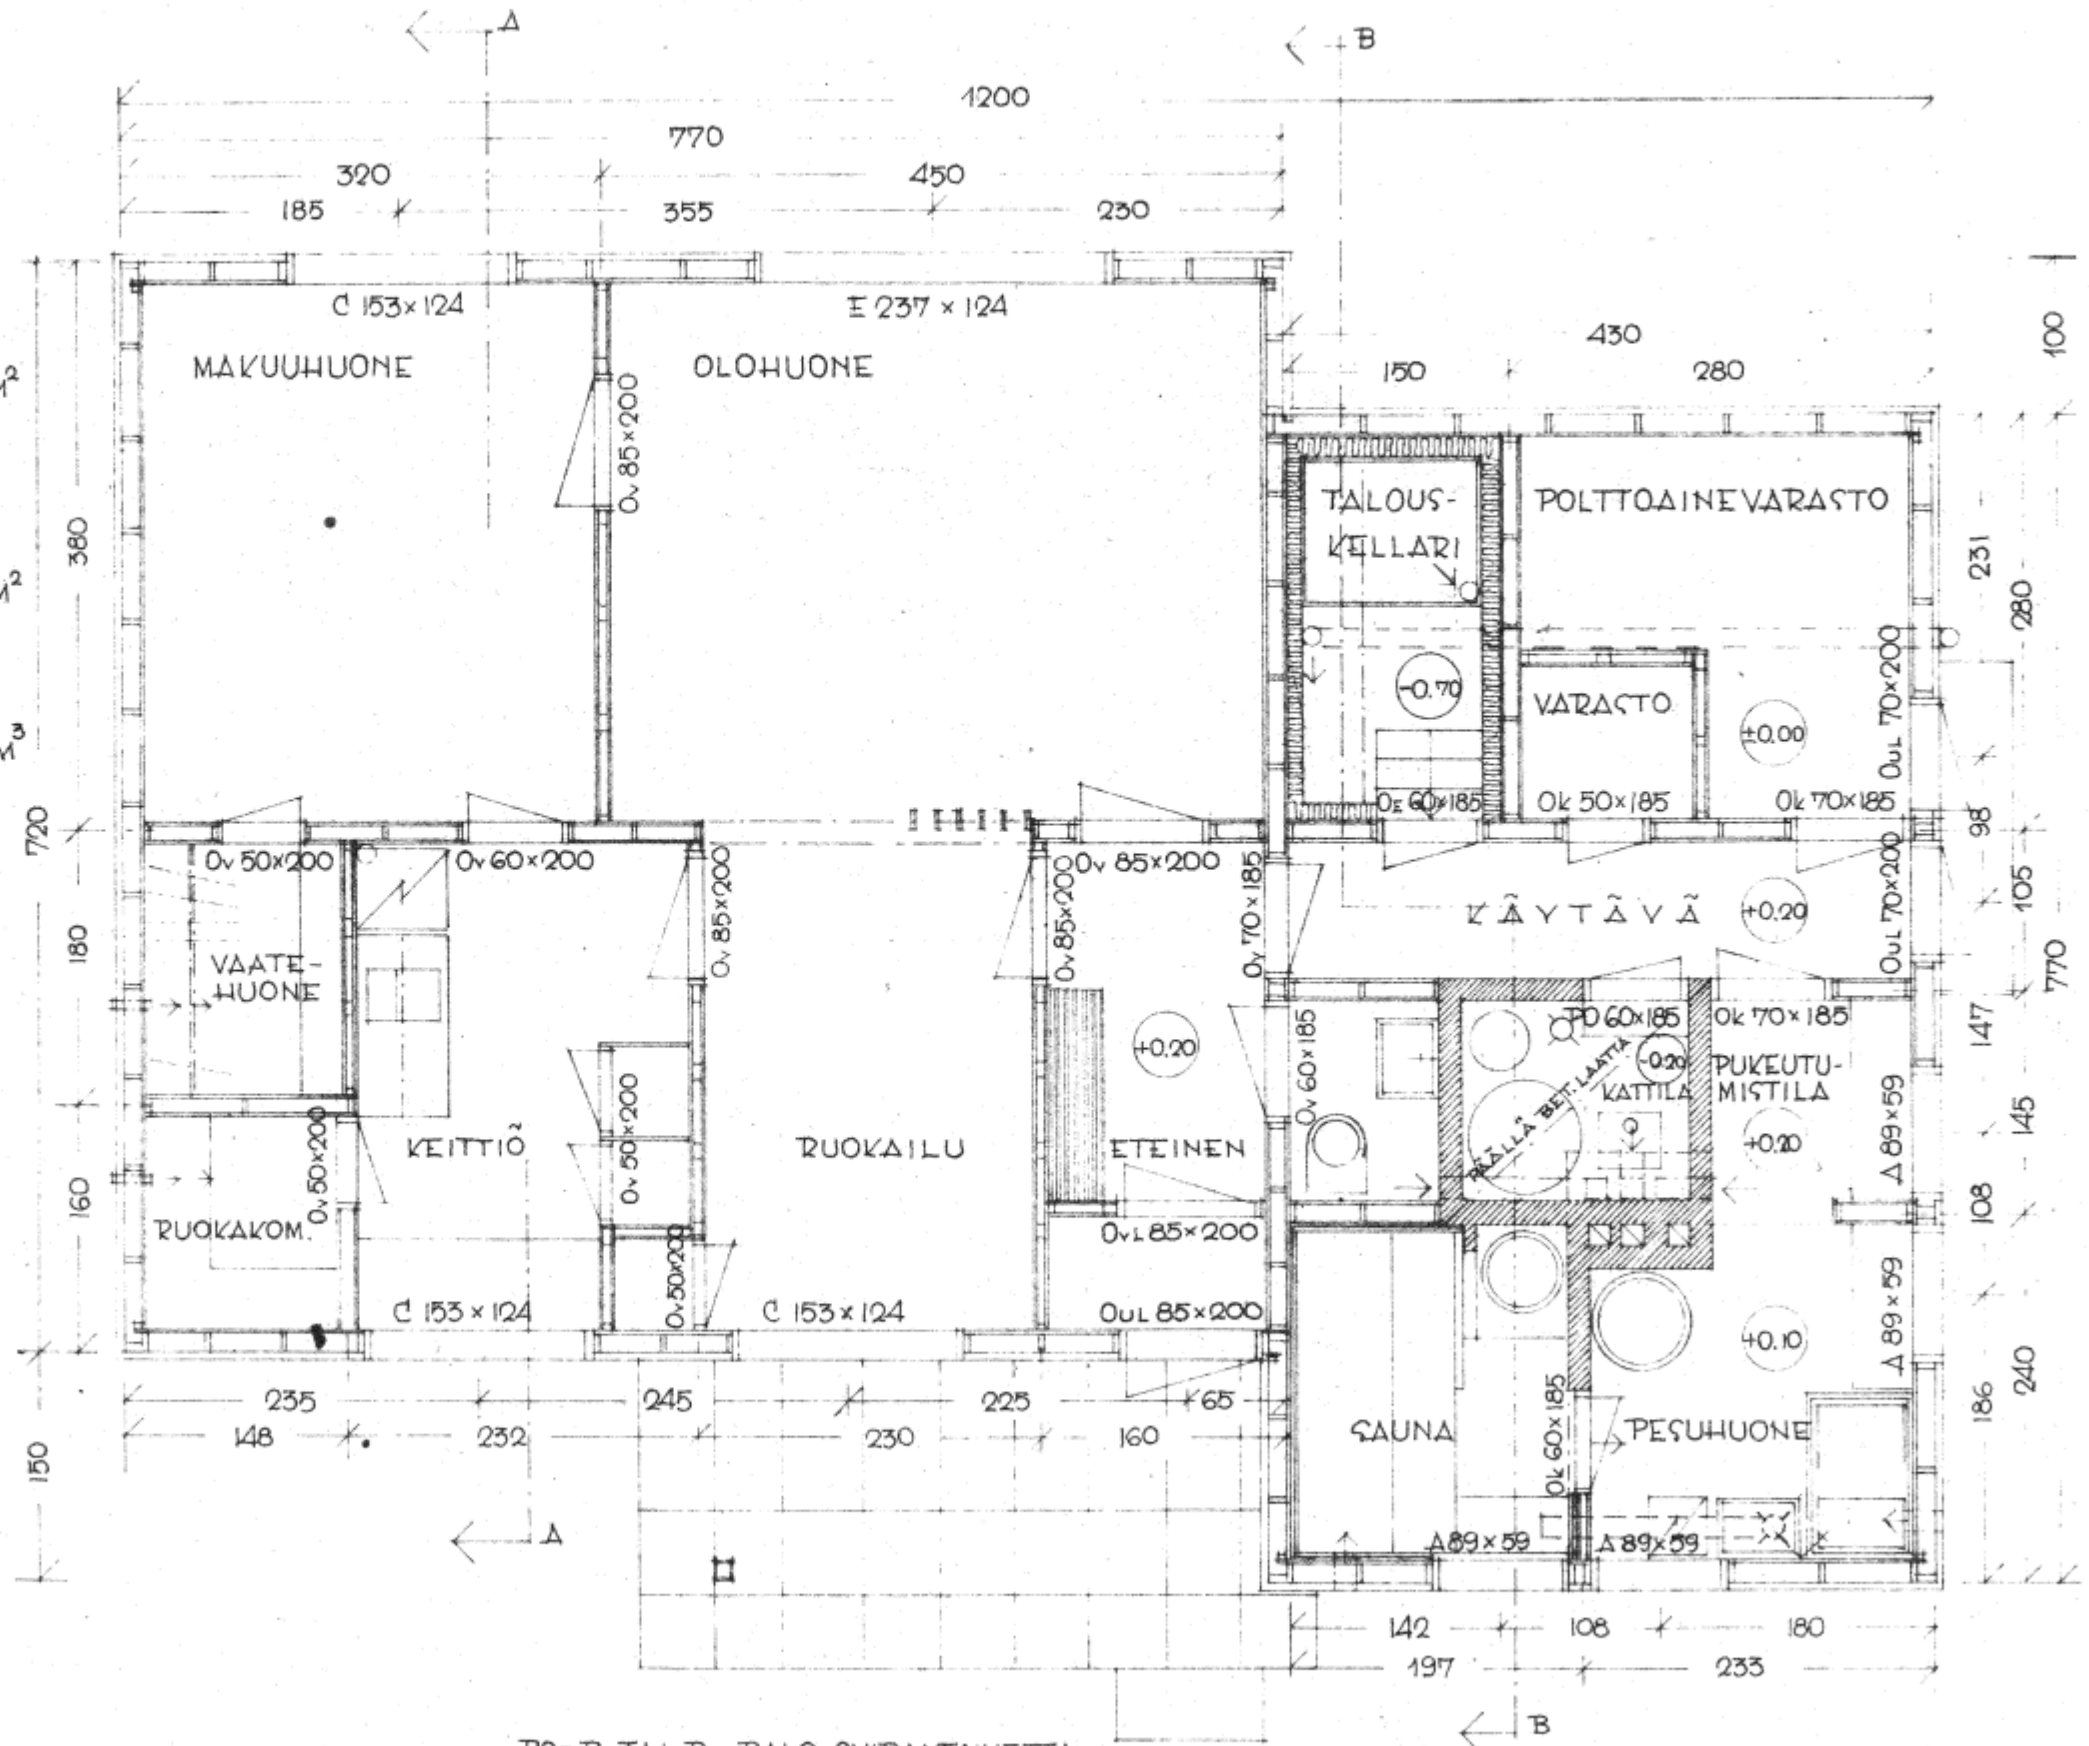 A
B
1200
770
320
450
185
355
230
C 153×124
E 237 × 124
430
150
280
100
MAKUUHUONE
OLOHUONE
Ov 85×200
TALOUS-
KELLARI
POLTTOAINEVARASTO
380
231
280
-0.70
VARASTO
±0.00
OUL 70×200
720
OE 60×185
OK 50×185
OK 70×185
98
Ov 50×200
Ov 60×200
Ov 85×200
Ov 85×200
Ov 85×200
Ov 70×185
KÄYTÄVÄ
+0.20
OUL 70×200
105
180
770
VAATE-
HUONE
+0.20
Ov 60×185
PO 60×185
OK 70×185
147
-0.20
KATTILA
PÄÄLLÄ BET. LAATTA
PUKEUTU-
MISTILA
+0.20
A 89×59
145
Ov 50×200
KEITTIÖ
Ov 50×200
RUOKAILU
ETEINEN
160
RUOKAKOM.
OvL 85×200
108
Ov 50×200
C 153×124
C 153×124
OUL 85×200
+0.10
A 89×59
235
245
225
65
186
240
148
232
230
160
150
SAUNA
OK 60×185
PESUHUONE
A
A 89×59
A 89×59
142
108
180
197
233
B